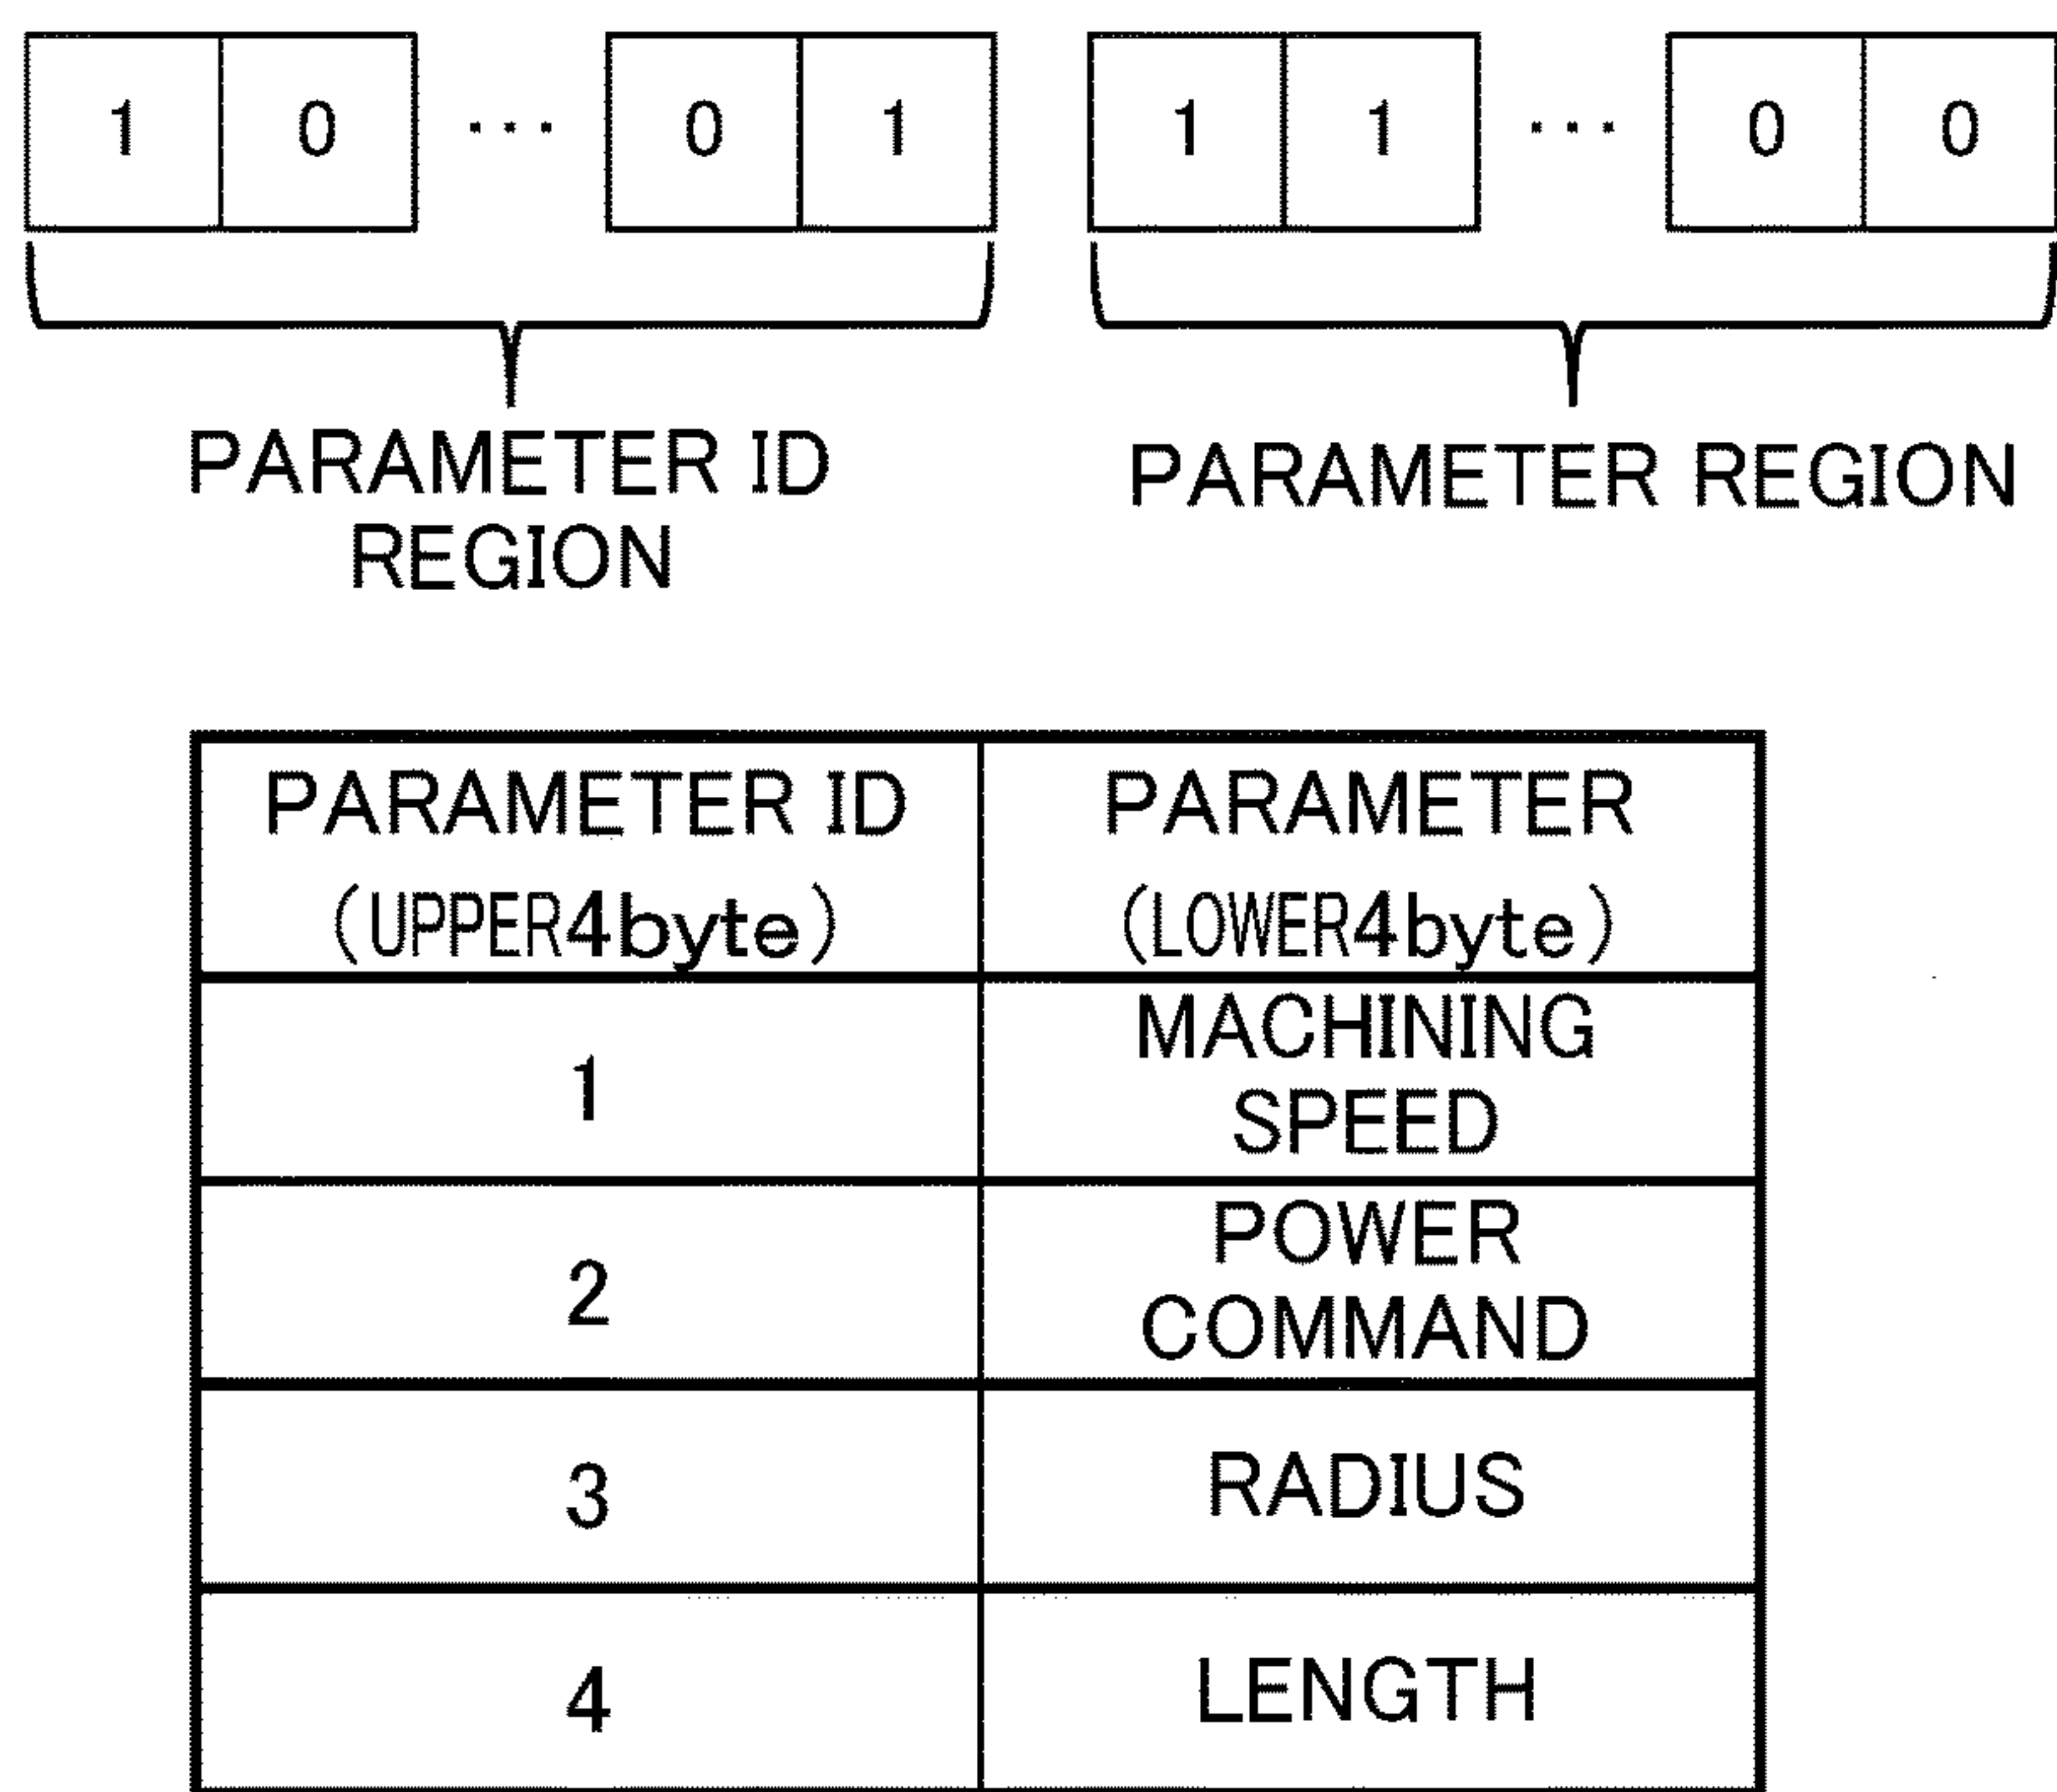 1 0 ··· 0 1 1 1 ··· 0 0
PARAMETER ID
REGION
PARAMETER REGION
PARAMETER ID
(UPPER4byte)
PARAMETER
(LOWER4byte)
1
MACHINING
SPEED
2
POWER
COMMAND
3
RADIUS
4
LENGTH